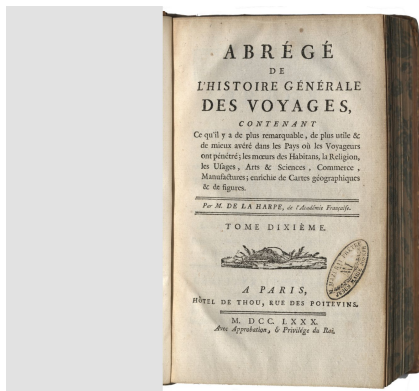 ABRÉGÉ
DE
L'HISTOIRE GÉNÉRALE
DES VOYAGES,
CONTENANT
Ce qu'il y a de plus remarquable, de plus utile &
de mieux avéré dans les Pays où les Voyageurs
ont pénétré; les mœurs des Habitans, la Religion,
les Usages, Arts & Sciences, Commerce,
Manufactures; enrichie de Cartes géographiques
& de figures.
Par M. DE LA HARPE, de l'Académie Française.
TOME DIXIÈME.
A PARIS,
HÔTEL DE THOU, RUE DES POITEVINS.
M. DCC. LXXX.
Avec Approbation, & Privilège du Roi.